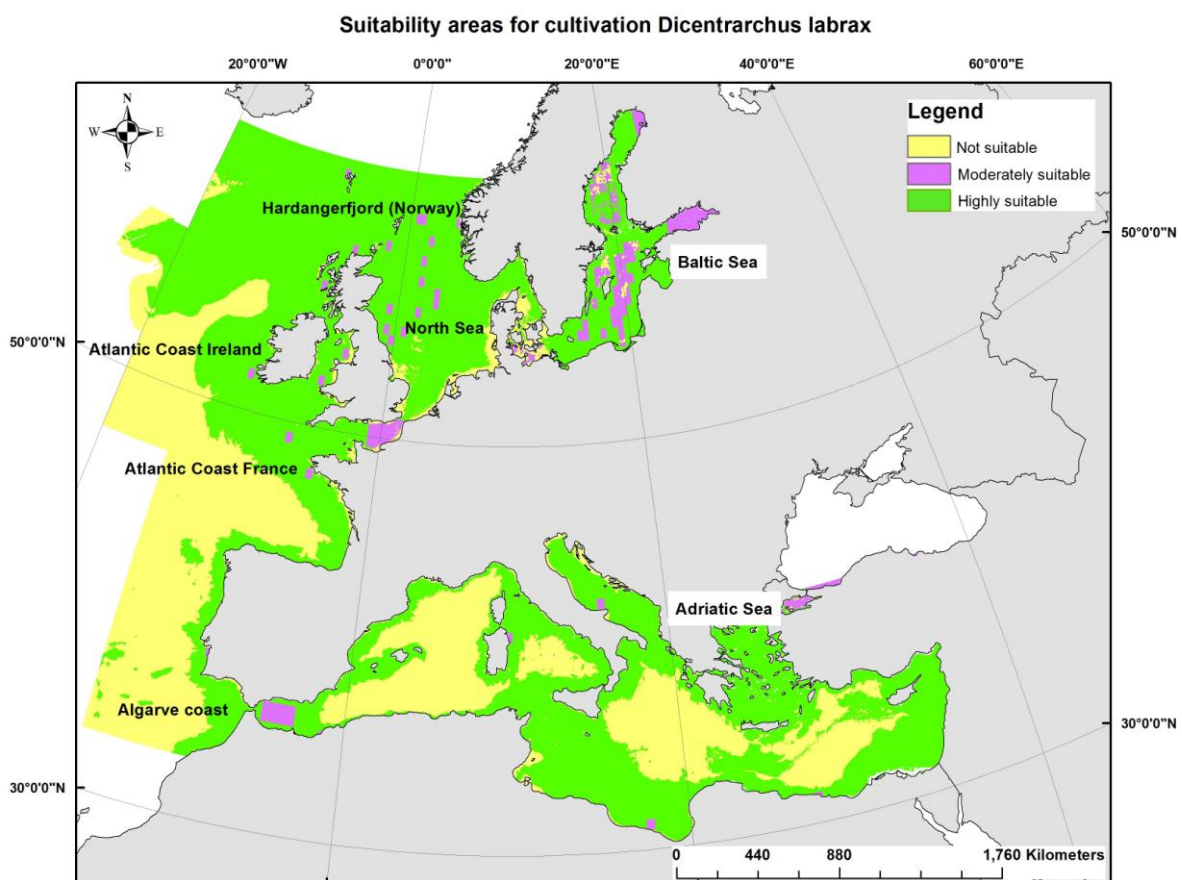 Suitability areas for cultivation Dicentrarchus labrax
20°0'0"W 0°0'0" 20°0'0"E 40°0'0"E 60°0'0"E
N
W E
S
Legend
Not suitable
Moderately suitable
Highly suitable
Hardangerfjord (Norway)
50°0'0"N
Baltic Sea
North Sea
50°0'0"N
Atlantic Coast Ireland
Atlantic Coast France
Adriatic Sea
Algarve coast
30°0'0"N
30°0'0"N
0 440 880 1,760 Kilometers